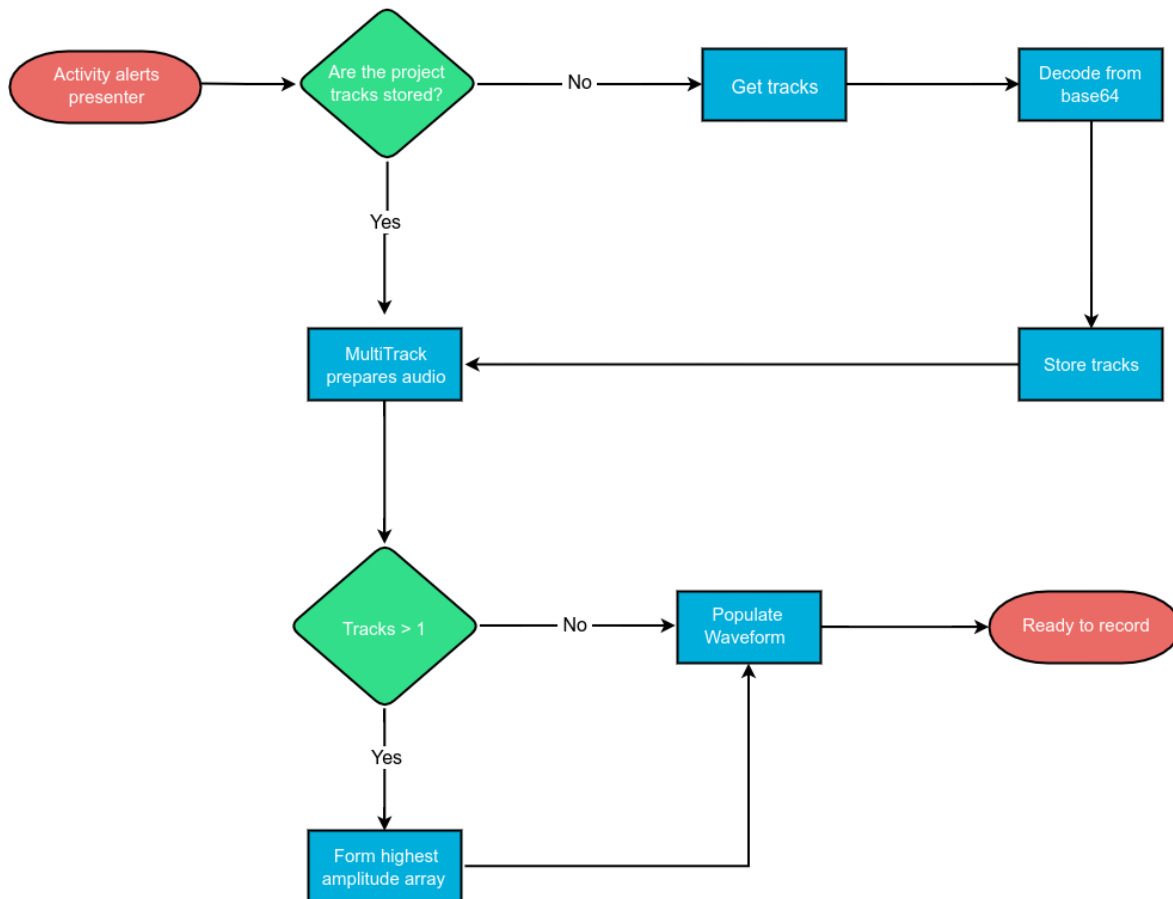 Activity alerts
presenter
Are the project
tracks stored?
No
Get tracks
Decode from
base64
Yes
MultiTrack
prepares audio
Store tracks
Tracks > 1
No
Populate
Waveform
Ready to record
Yes
Form highest
amplitude array